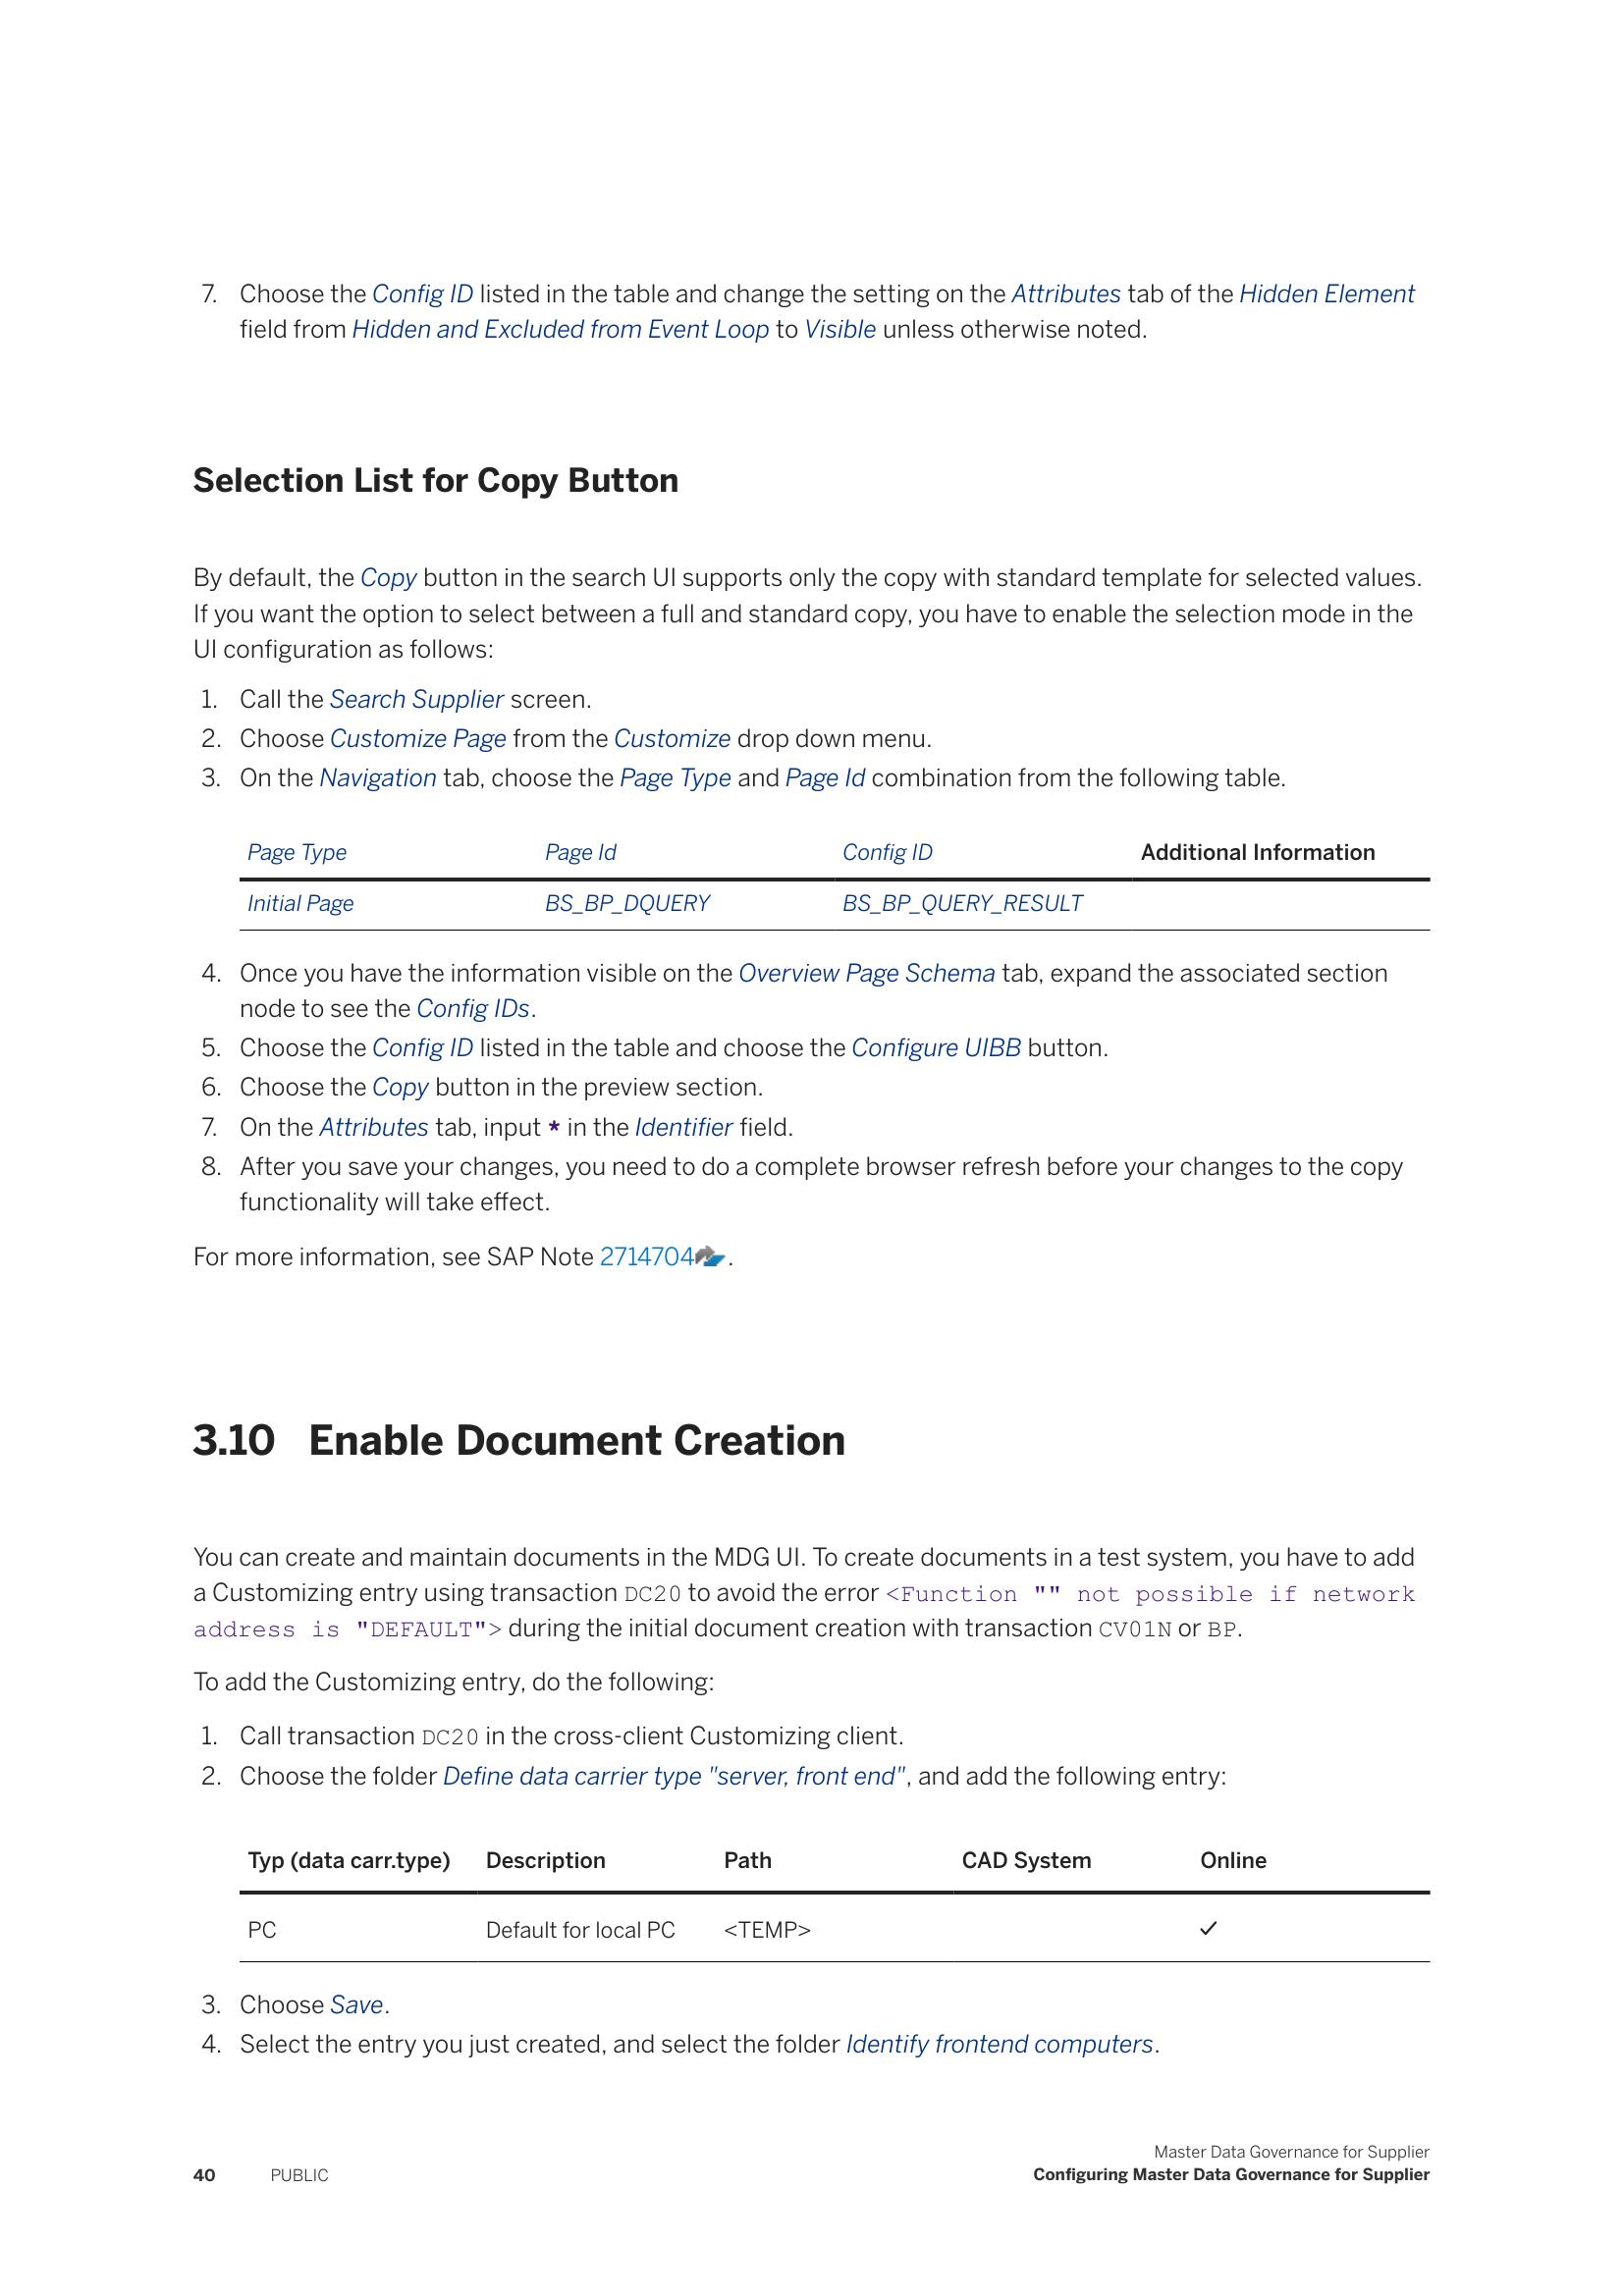 7. Choose the Config ID listed in the table and change the setting on the Attributes tab of the Hidden Element
field from Hidden and Excluded from Event Loop to Visible unless otherwise noted.
Selection List for Copy Button
By default, the Copy button in the search UI supports only the copy with standard template for selected values.
If you want the option to select between a full and standard copy, you have to enable the selection mode in the
UI configuration as follows:
1. Call the Search Supplier screen.
2. Choose Customize Page from the Customize drop down menu.
3. On the Navigation tab, choose the Page Type and Page Id combination from the following table.
Page Type Page Id Config ID Additional Information
Initial Page BS_BP_DQUERY BS_BP_QUERY_RESULT
4. Once you have the information visible on the Overview Page Schema tab, expand the associated section
node to see the Config IDs.
5. Choose the Config ID listed in the table and choose the Configure UIBB button.
6. Choose the Copy button in the preview section.
7. On the Attributes tab, input * in the Identifier field.
8. After you save your changes, you need to do a complete browser refresh before your changes to the copy
functionality will take effect.
For more information, see SAP Note 2714704.
3.10 Enable Document Creation
You can create and maintain documents in the MDG UI. To create documents in a test system, you have to add
a Customizing entry using transaction DC20 to avoid the error <Function "" not possible if network
address is "DEFAULT"> during the initial document creation with transaction CV01N or BP.
To add the Customizing entry, do the following:
1. Call transaction DC20 in the cross-client Customizing client.
2. Choose the folder Define data carrier type "server, front end", and add the following entry:
Typ (data carr.type) Description Path CAD System Online
PC Default for local PC <TEMP> ✓
3. Choose Save.
4. Select the entry you just created, and select the folder Identify frontend computers.
Master Data Governance for Supplier
40 PUBLIC Configuring Master Data Governance for Supplier